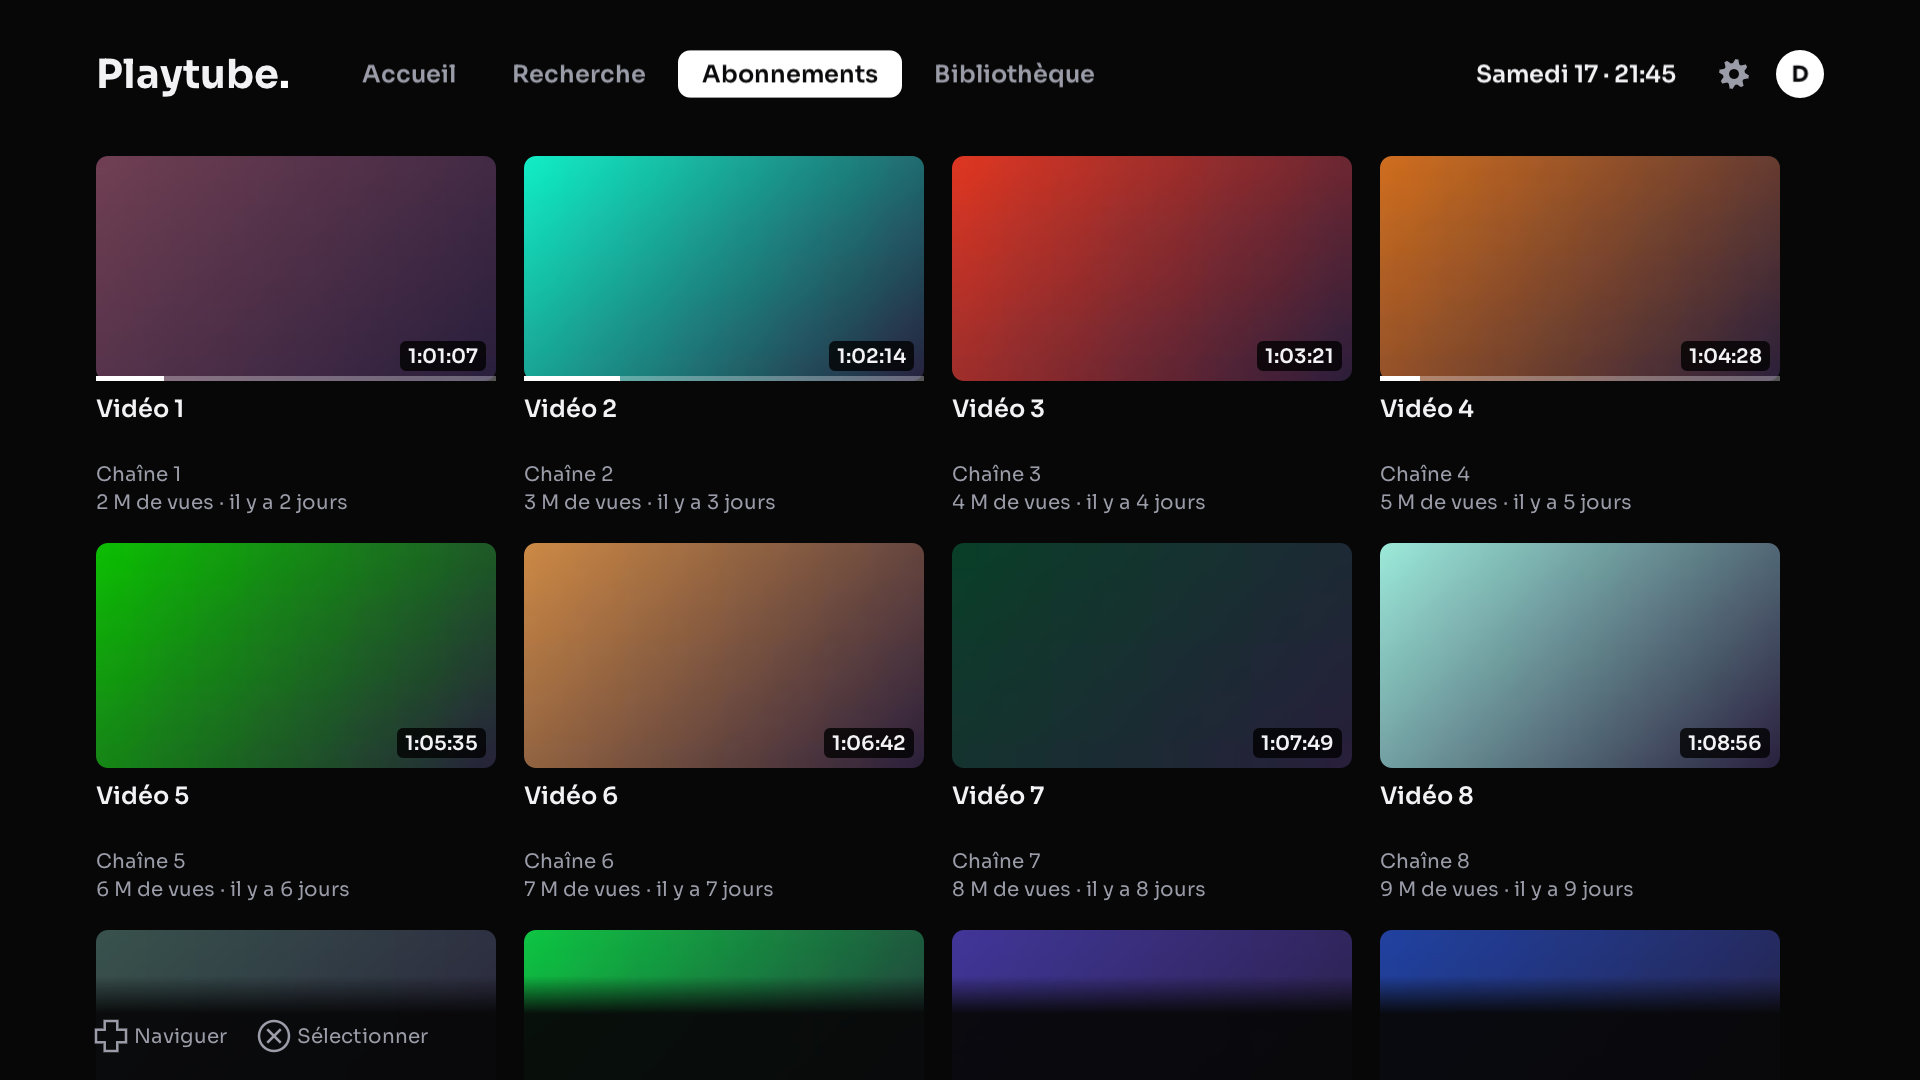 Playtube.
Accueil
Recherche
Abonnements
Bibliothèque
Samedi 17 · 21:45
D
1:01:07
1:02:14
1:03:21
1:04:28
Vidéo 1
Vidéo 2
Vidéo 3
Vidéo 4
Chaîne 1
Chaîne 2
Chaîne 3
Chaîne 4
2 M de vues · il y a 2 jours
3 M de vues · il y a 3 jours
4 M de vues · il y a 4 jours
5 M de vues · il y a 5 jours
1:05:35
1:06:42
1:07:49
1:08:56
Vidéo 5
Vidéo 6
Vidéo 7
Vidéo 8
Chaîne 5
Chaîne 6
Chaîne 7
Chaîne 8
6 M de vues · il y a 6 jours
7 M de vues · il y a 7 jours
8 M de vues · il y a 8 jours
9 M de vues · il y a 9 jours
Naviguer
Sélectionner